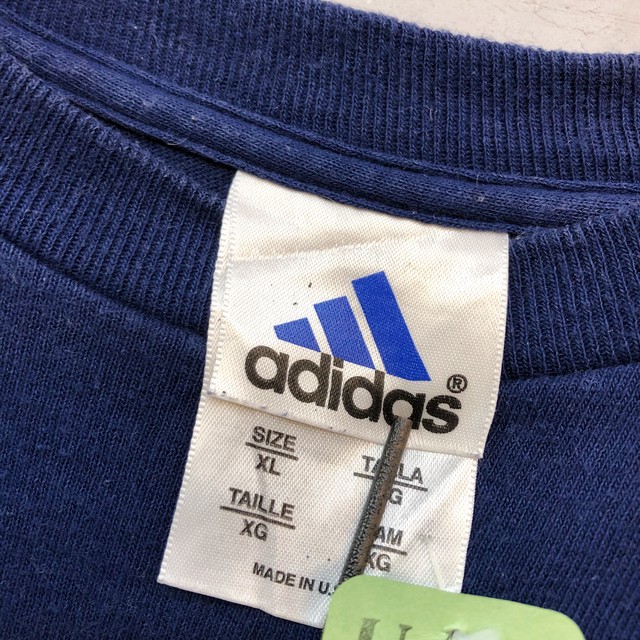 adidas®
SIZE
XL
TAILLE
XG
MADE IN U.